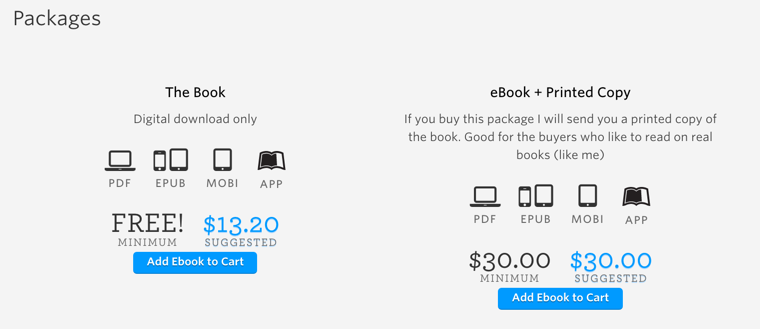 Packages
The Book
Digital download only
PDF EPUB MOBI APP
FREE! $13.20
MINIMUM SUGGESTED
Add Ebook to Cart
eBook + Printed Copy
If you buy this package I will send you a printed copy of
the book. Good for the buyers who like to read on real
books (like me)
PDF EPUB MOBI APP
$30.00 $30.00
MINIMUM SUGGESTED
Add Ebook to Cart